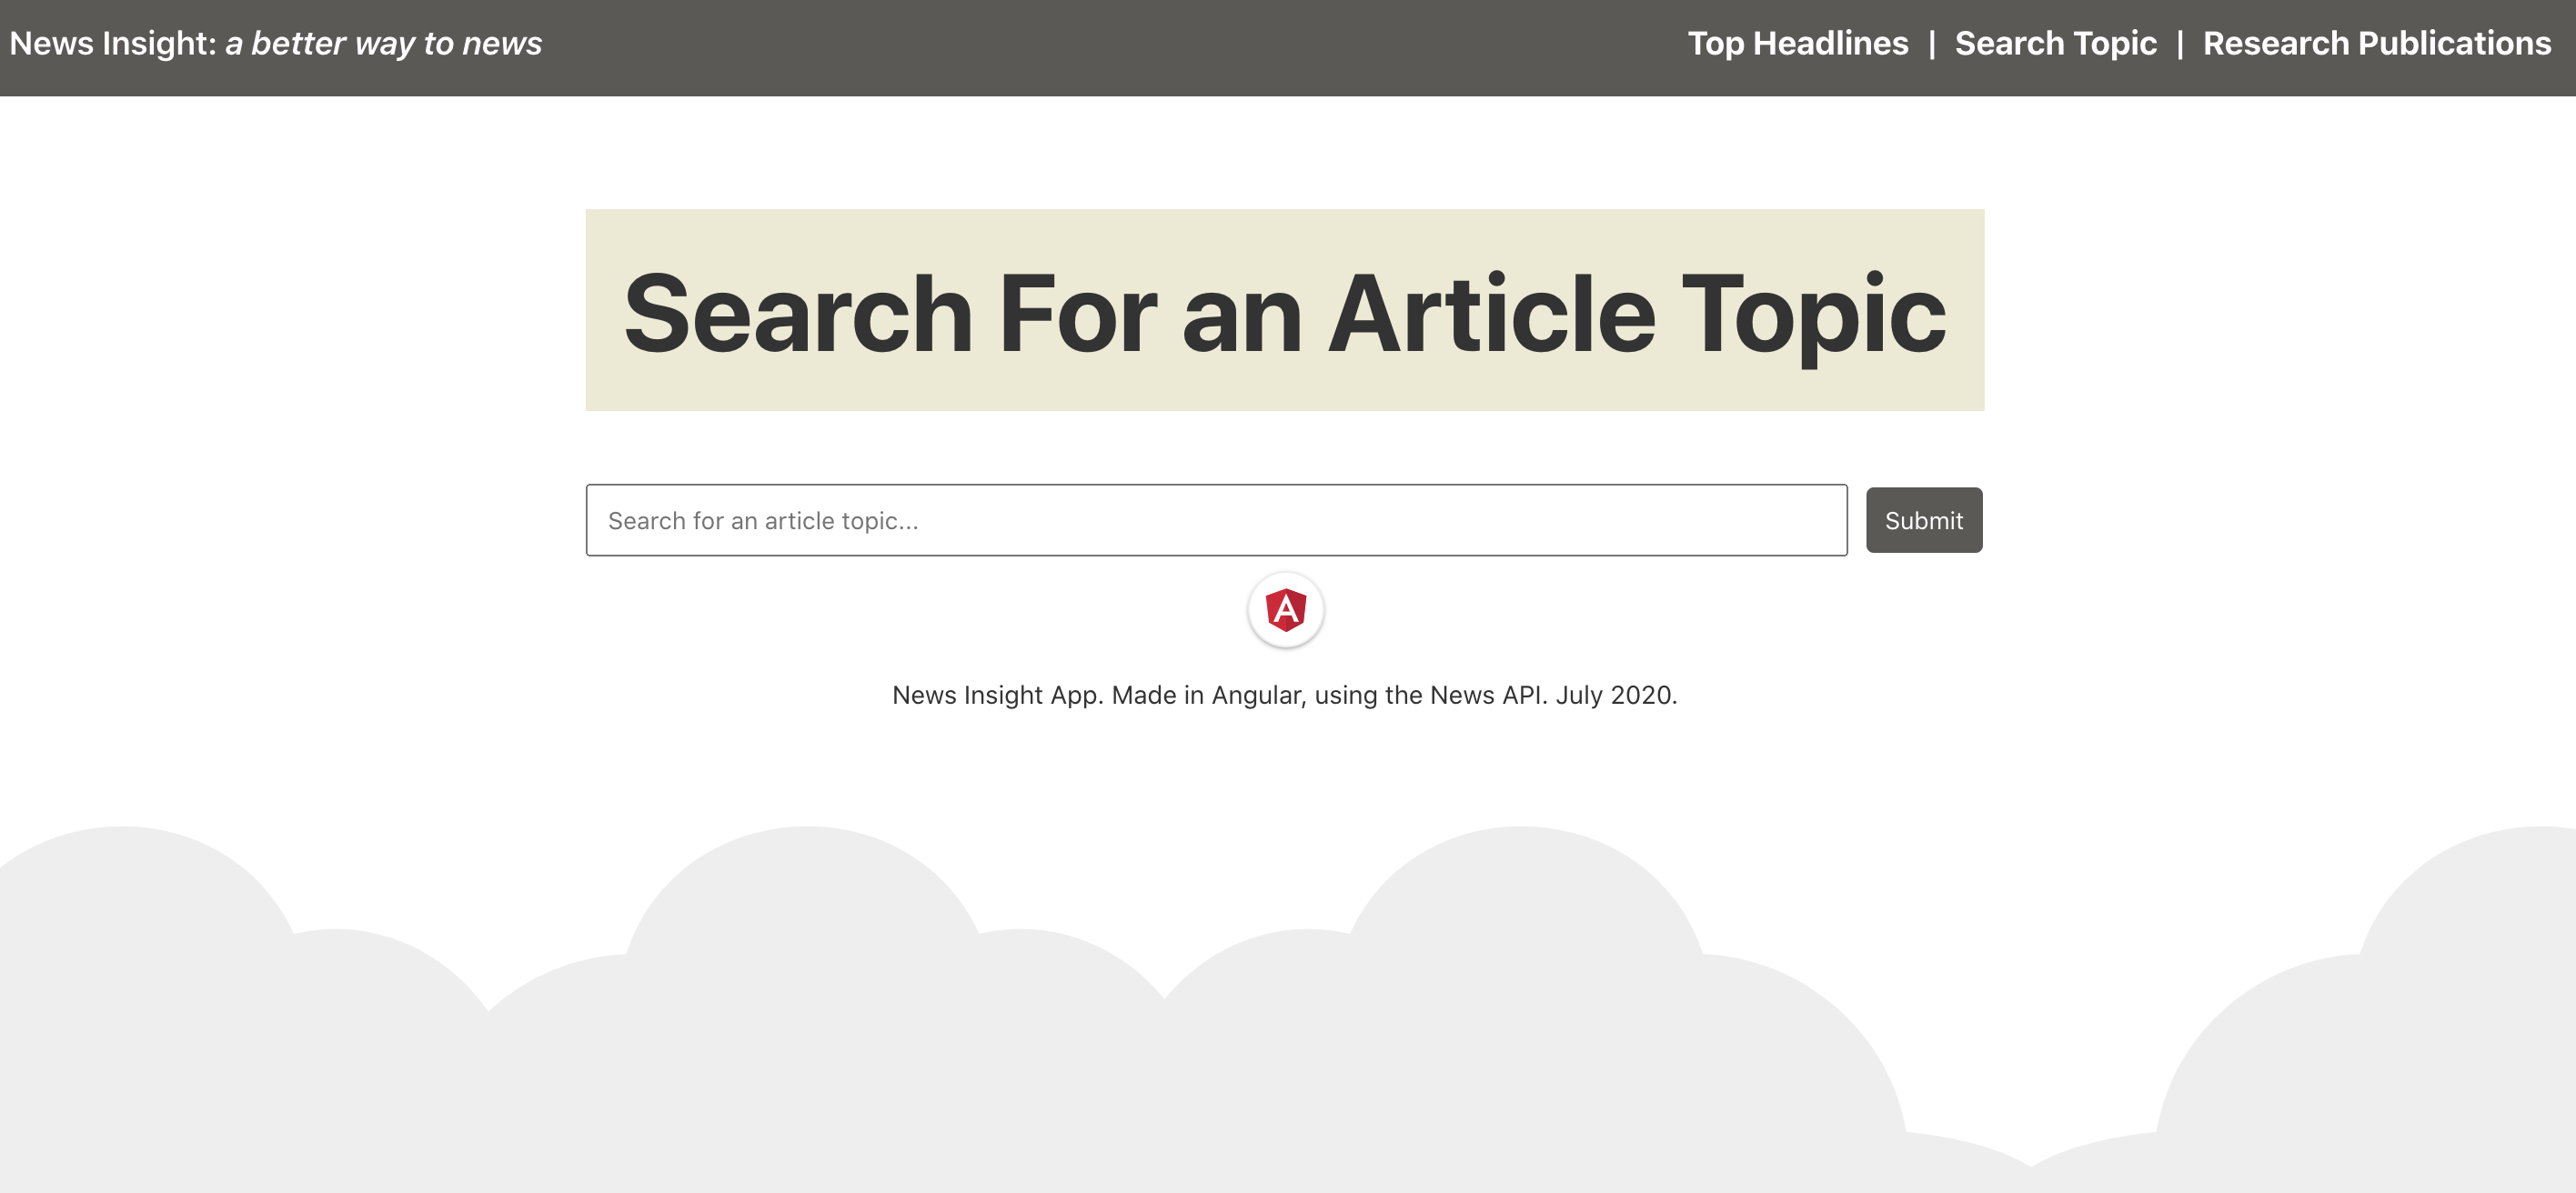 News Insight: a better way to news
Top Headlines | Search Topic | Research Publications
Search For an Article Topic
Search for an article topic...
Submit
A
News Insight App. Made in Angular, using the News API. July 2020.